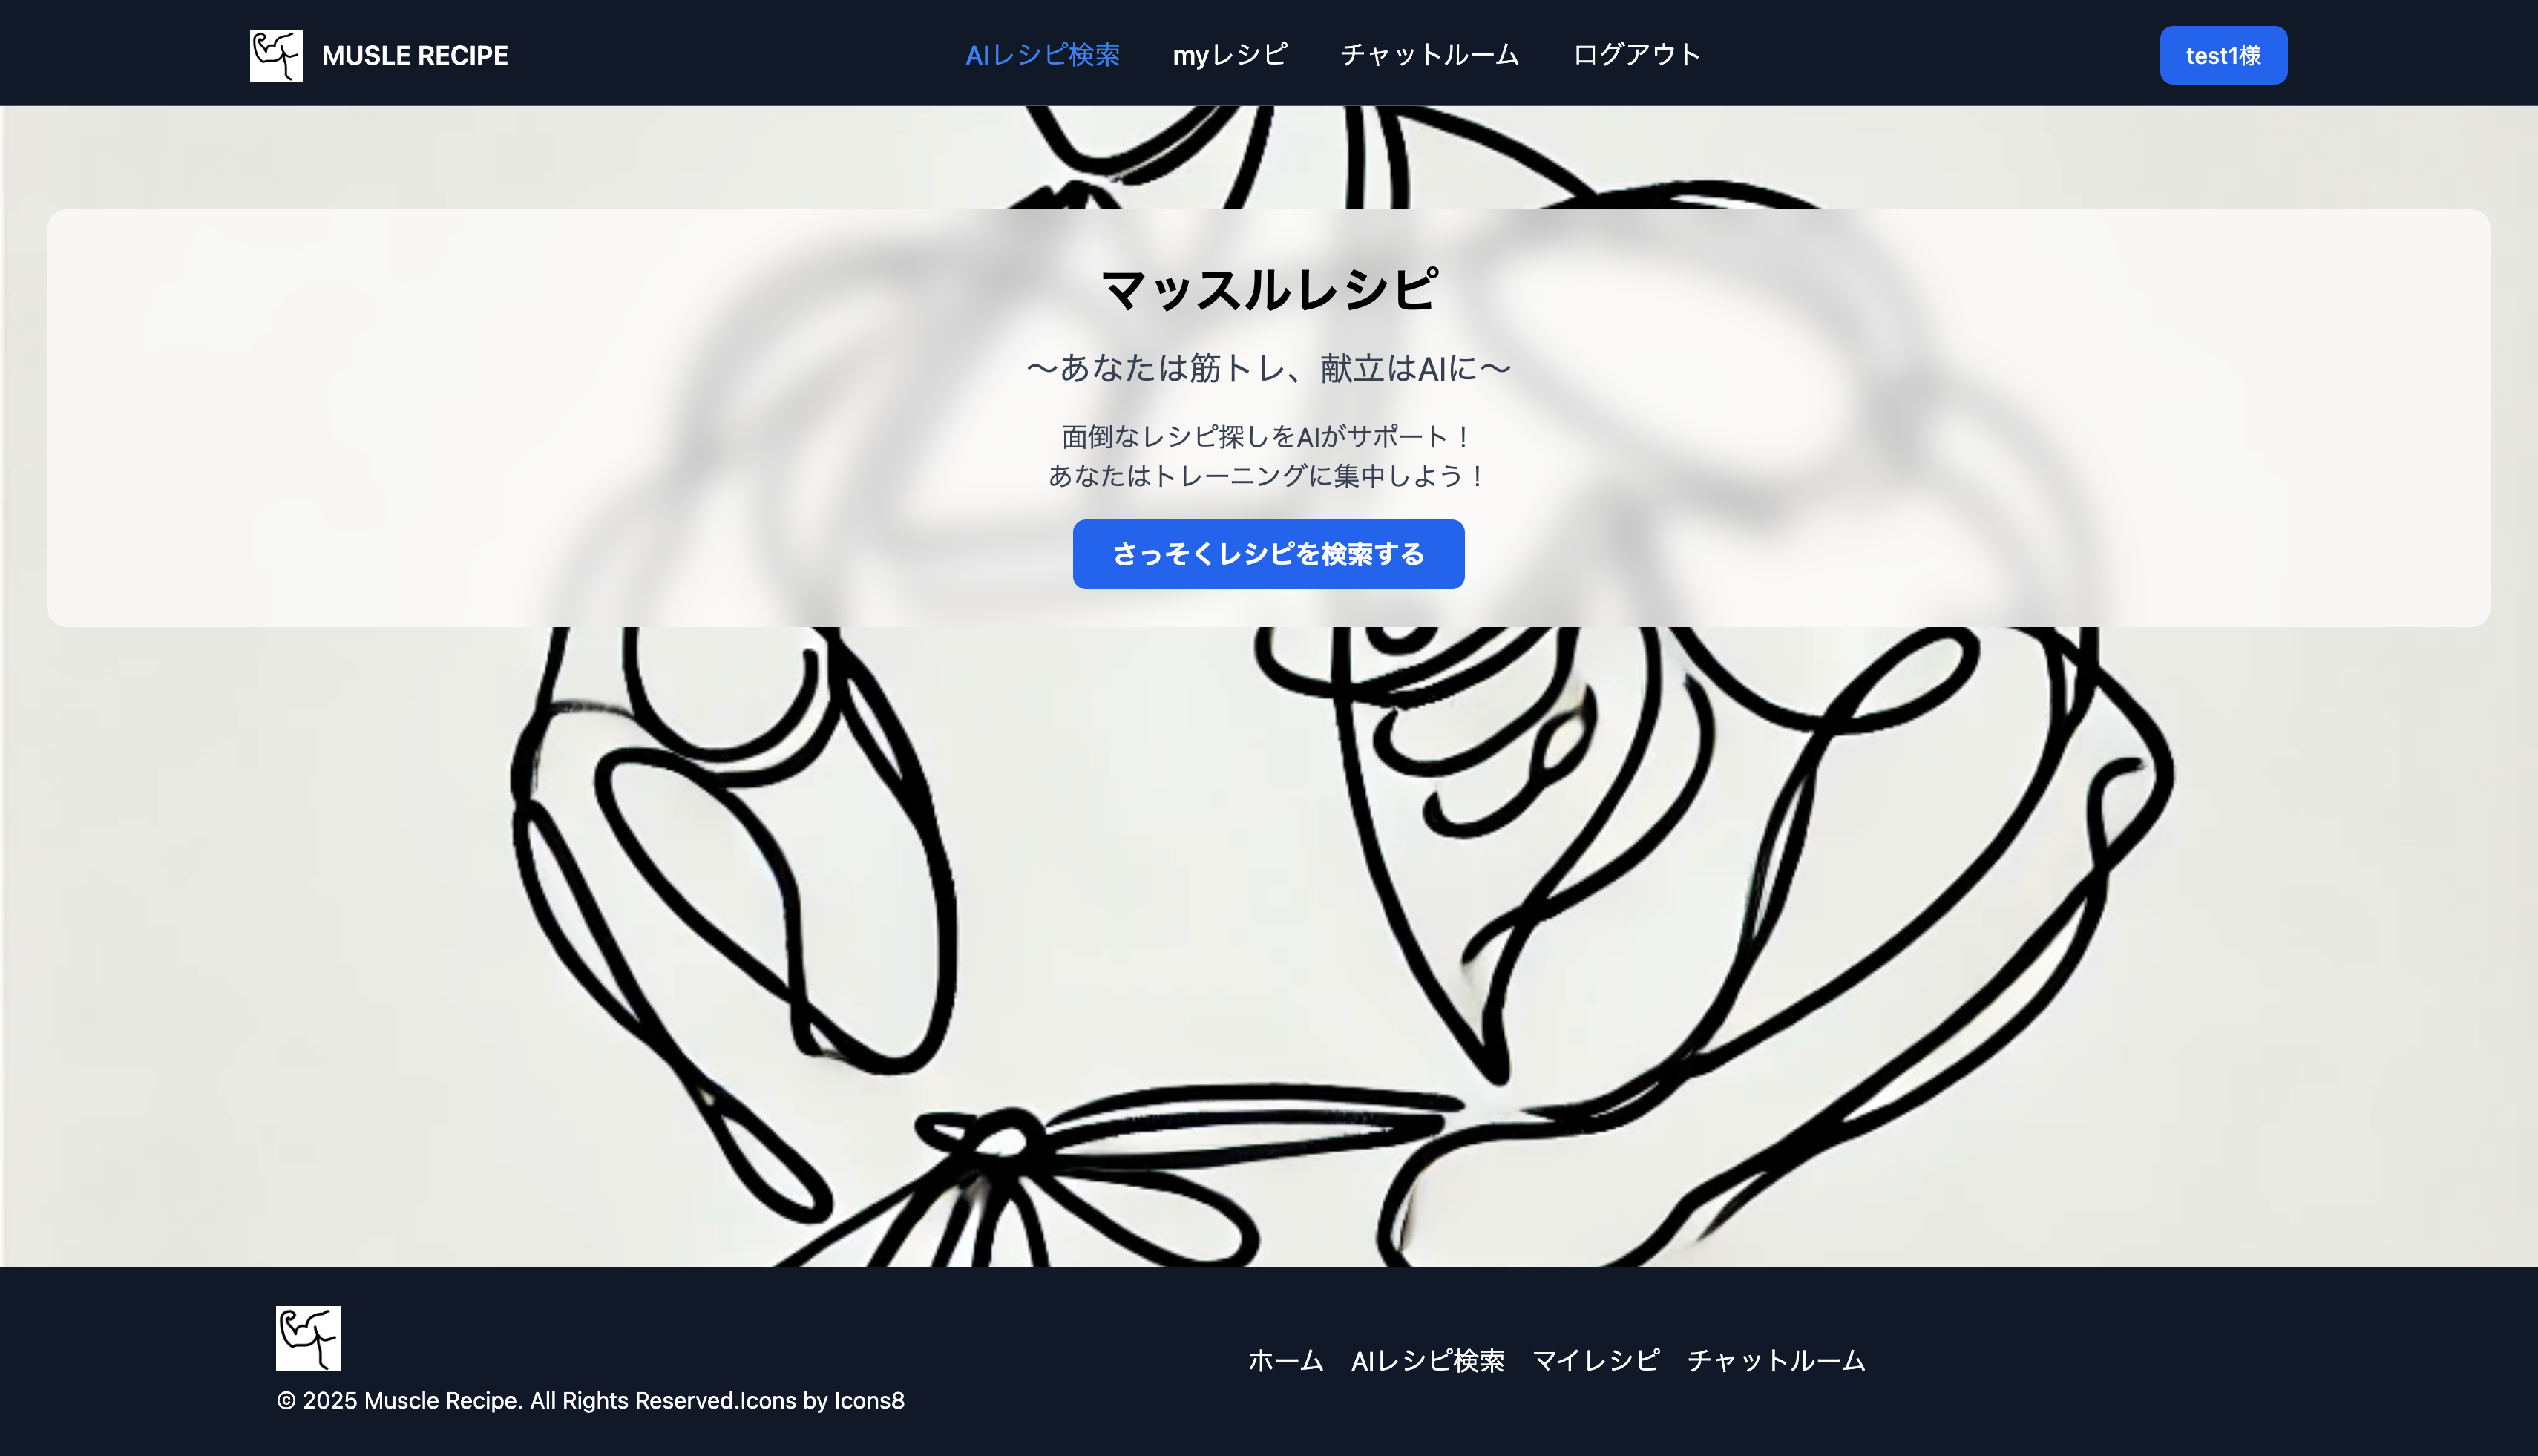 MUSLE RECIPE
AIレシピ検索
myレシピ
チャットルーム
ログアウト
test1様
マッスルレシピ
〜あなたは筋トレ、献立はAIに〜
面倒なレシピ探しをAIがサポート！
あなたはトレーニングに集中しよう！
さっそくレシピを検索する
ホーム
AIレシピ検索
マイレシピ
チャットルーム
© 2025 Muscle Recipe. All Rights Reserved.Icons by Icons8